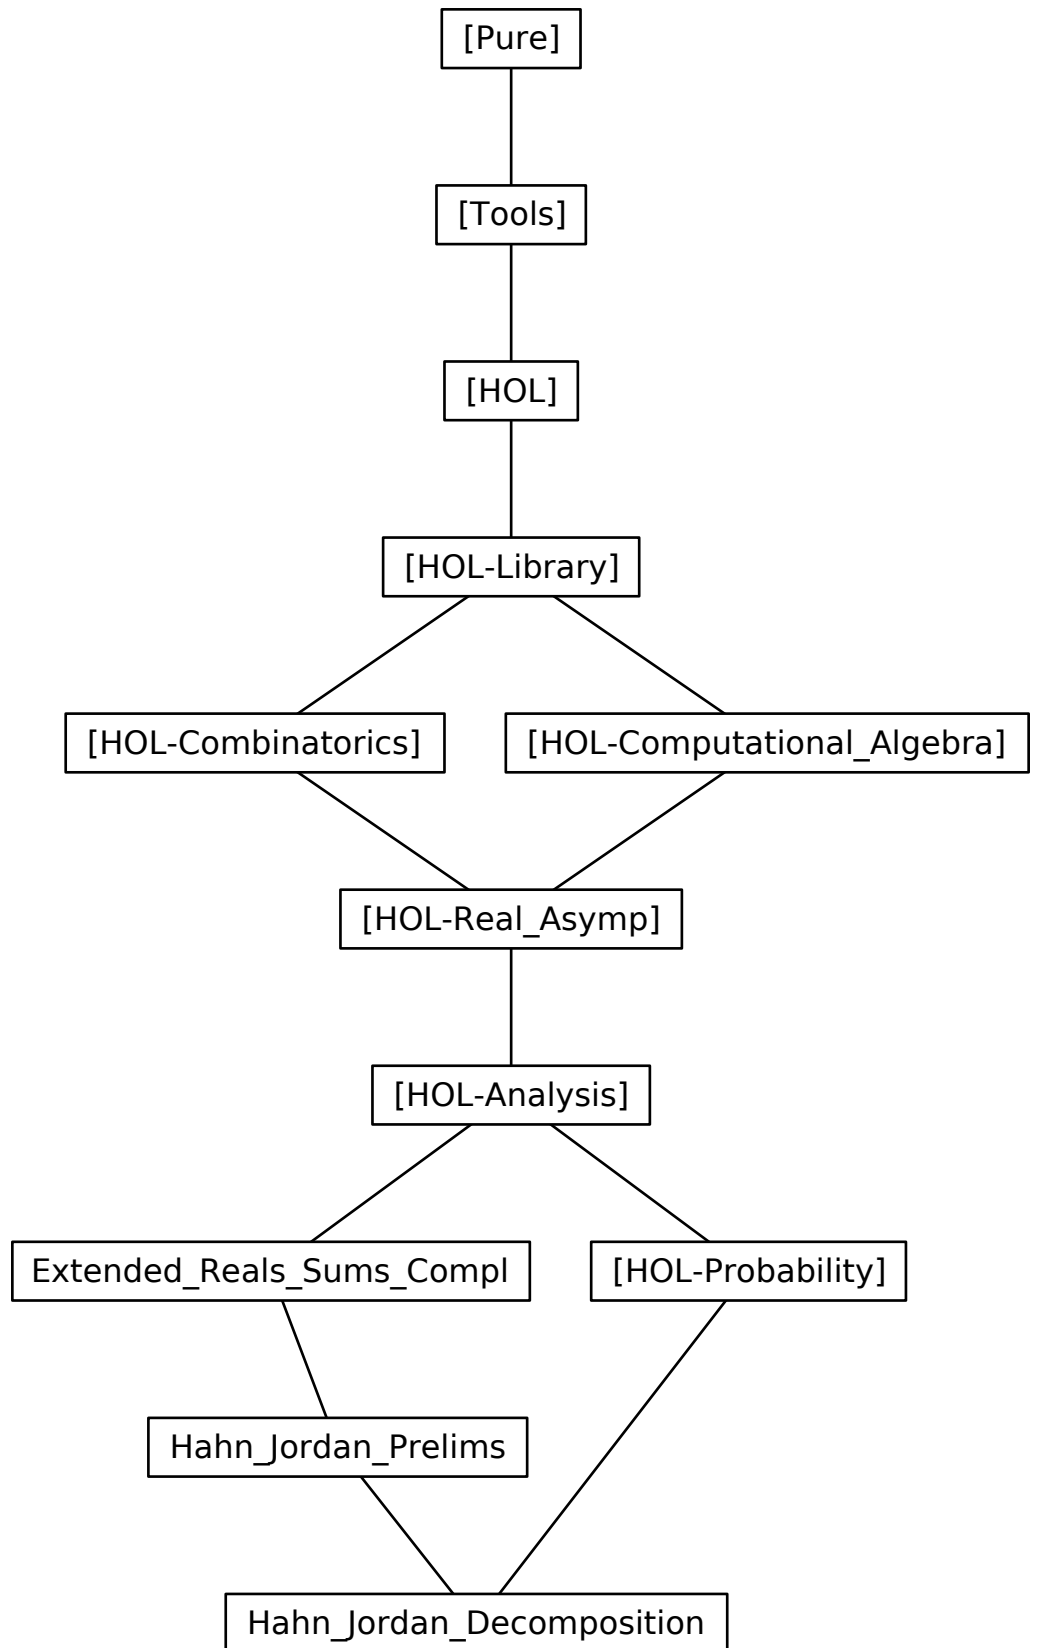 [Pure]
[Tools]
[HOL]
[HOL-Library]
[HOL-Combinatorics]
[HOL-Computational_Algebra]
[HOL-Real_Asymp]
[HOL-Analysis]
Extended_Reals_Sums_Compl
[HOL-Probability]
Hahn_Jordan_Prelims
Hahn_Jordan_Decomposition